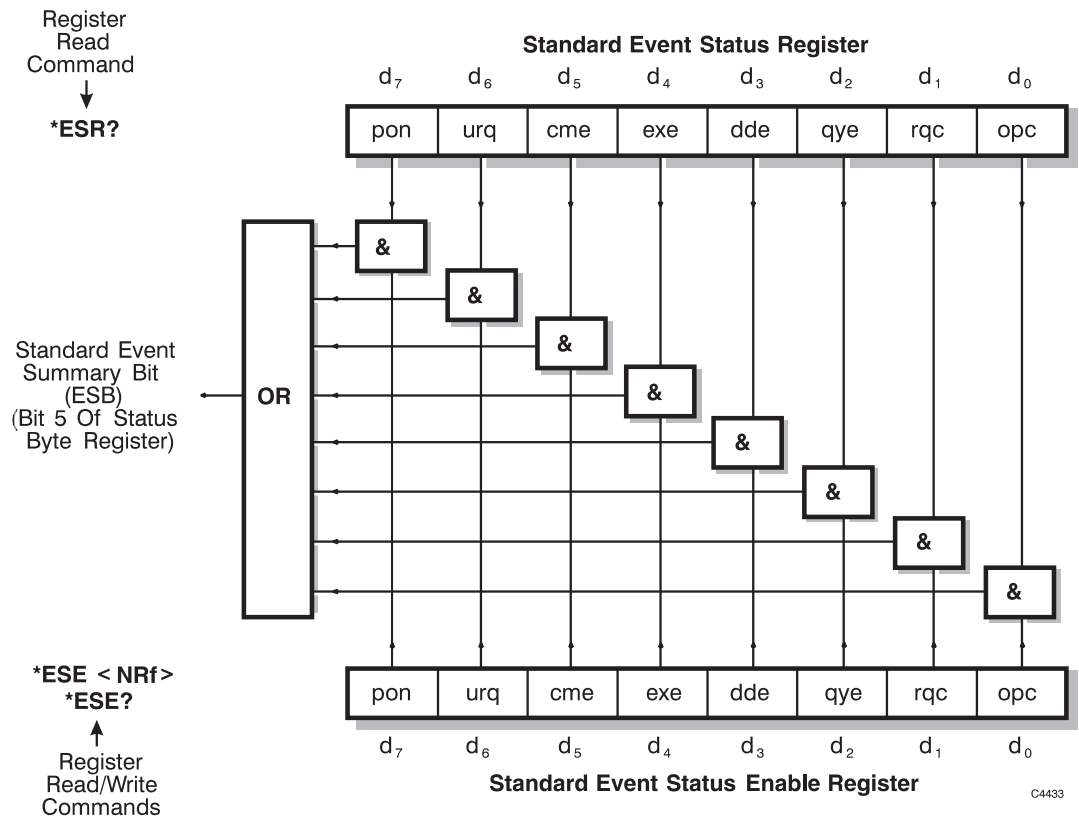 Register
Read
Command
*ESR?
Standard Event Status Register
d7 d6 d5 d4 d3 d2 d1 d0
pon urq cme exe dde qye rqc opc
&
&
&
&
&
&
&
&
OR
Standard Event
Summary Bit
(ESB)
(Bit 5 Of Status
Byte Register)
*ESE < NRf >
*ESE?
Register
Read/Write
Commands
pon urq cme exe dde qye rqc opc
d7 d6 d5 d4 d3 d2 d1 d0
Standard Event Status Enable Register
C4433